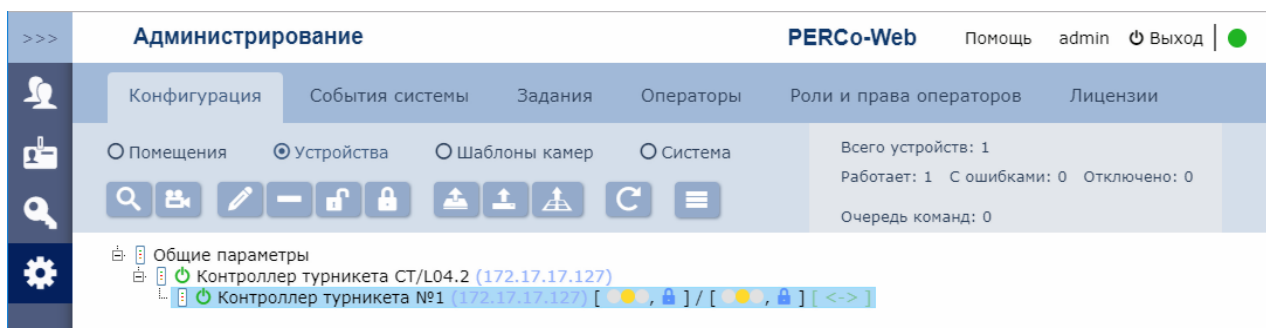 >>> Администрирование PERCo-Web Помощь admin Выход
Конфигурация События системы Задания Операторы Роли и права операторов Лицензии
Помещения Устройства Шаблоны камер Система
Всего устройств: 1
Работает: 1 С ошибками: 0 Отключено: 0
Очередь команд: 0
Общие параметры
Контроллер турникета CT/L04.2 (172.17.17.127)
Контроллер турникета №1 (172.17.17.127) [ , ] / [ , ] [ <-> ]